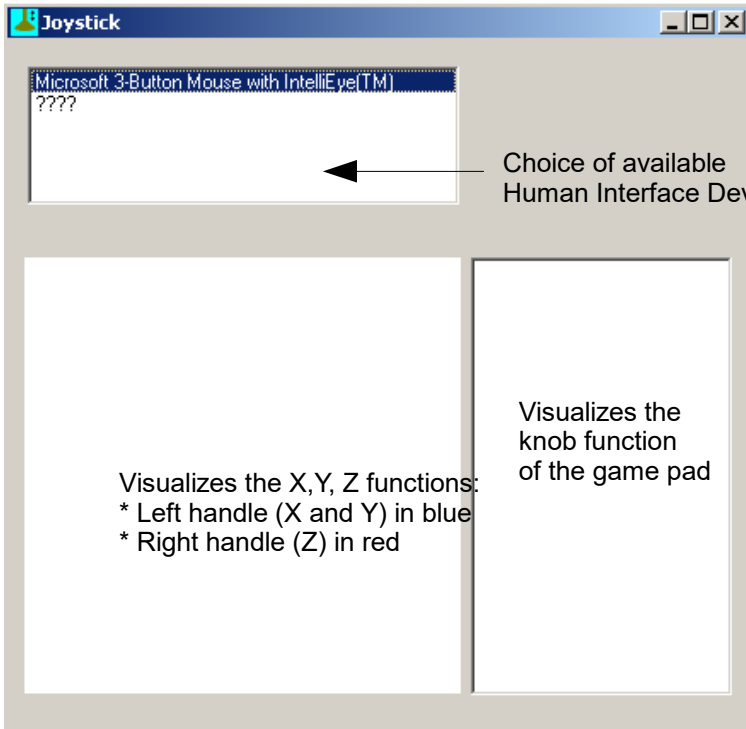 Joystick
Microsoft 3-Button Mouse with IntelliEye(TM)
????
Choice of available
Human Interface Dev
Visualizes the
knob function
of the game pad
Visualizes the X,Y, Z functions:
* Left handle (X and Y) in blue
* Right handle (Z) in red